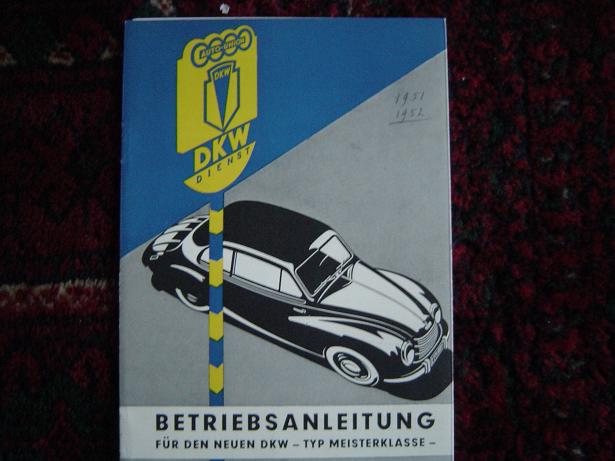 AUTO-UNION
DKW
DKW
DIENST
1951
1952
BETRIEBSANLEITUNG
FÜR DEN NEUEN DKW – TYP MEISTERKLASSE –